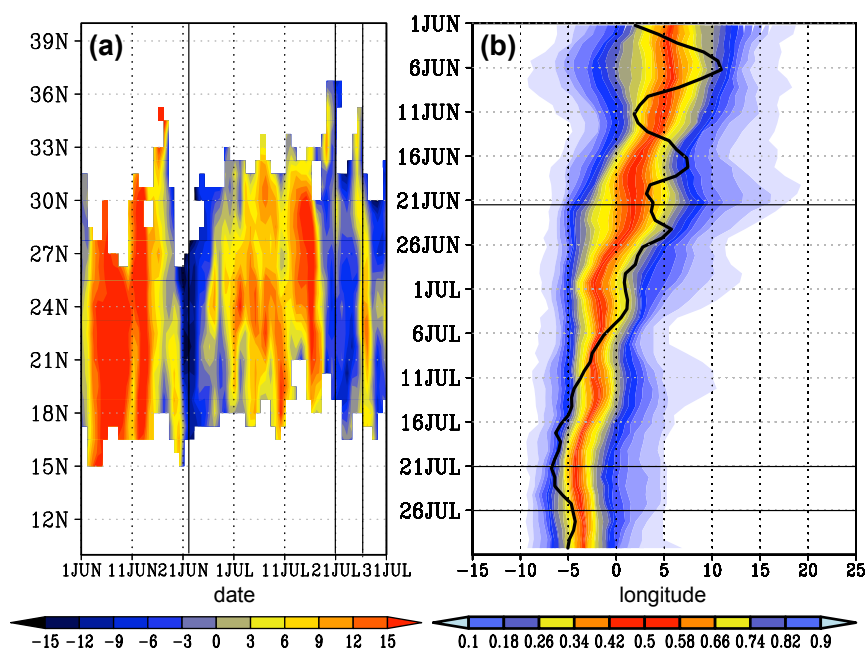 (a)
39N
36N
33N
30N
27N
24N
21N
18N
15N
12N
1JUN 11JUN 21JUN 1JUL 11JUL 21JUL 31JUL
date
-15 -12 -9 -6 -3 0 3 6 9 12 15
(b)
1JUN
6JUN
11JUN
16JUN
21JUN
26JUN
1JUL
6JUL
11JUL
16JUL
21JUL
26JUL
-15 -10 -5 0 5 10 15 20 25
longitude
0.1 0.18 0.26 0.34 0.42 0.5 0.58 0.66 0.74 0.82 0.9